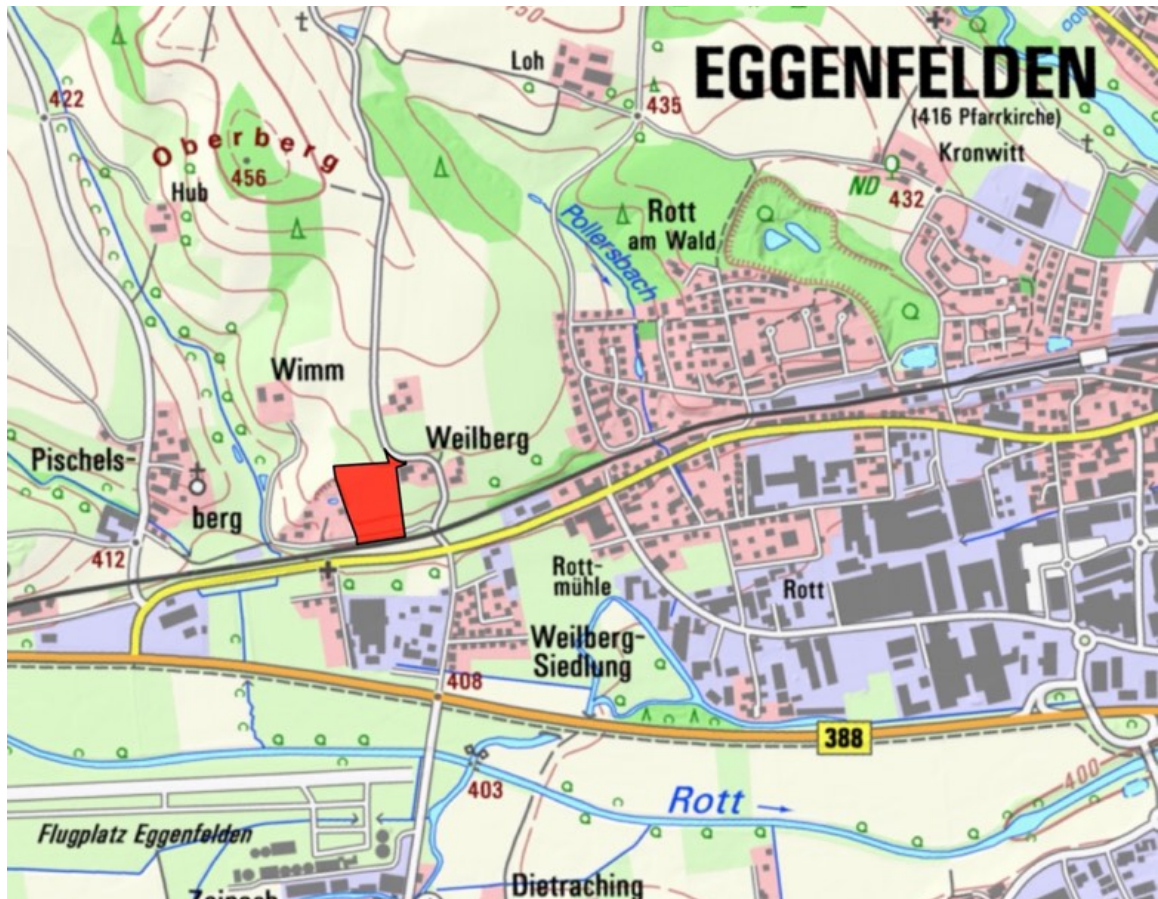 450
Loh
EGGENFELDEN
(416 Pfarrkirche)
422
435
Oberberg
456
Hub
Kronwitt
ND
432
Rott
am Wald
Pollersbach
Wimm
Weilberg
Pischels-
berg
412
Rott-
mühle
Rott
Weilberg-
Siedlung
408
388
403
400
Rott
Flugplatz Eggenfelden
Dietraching